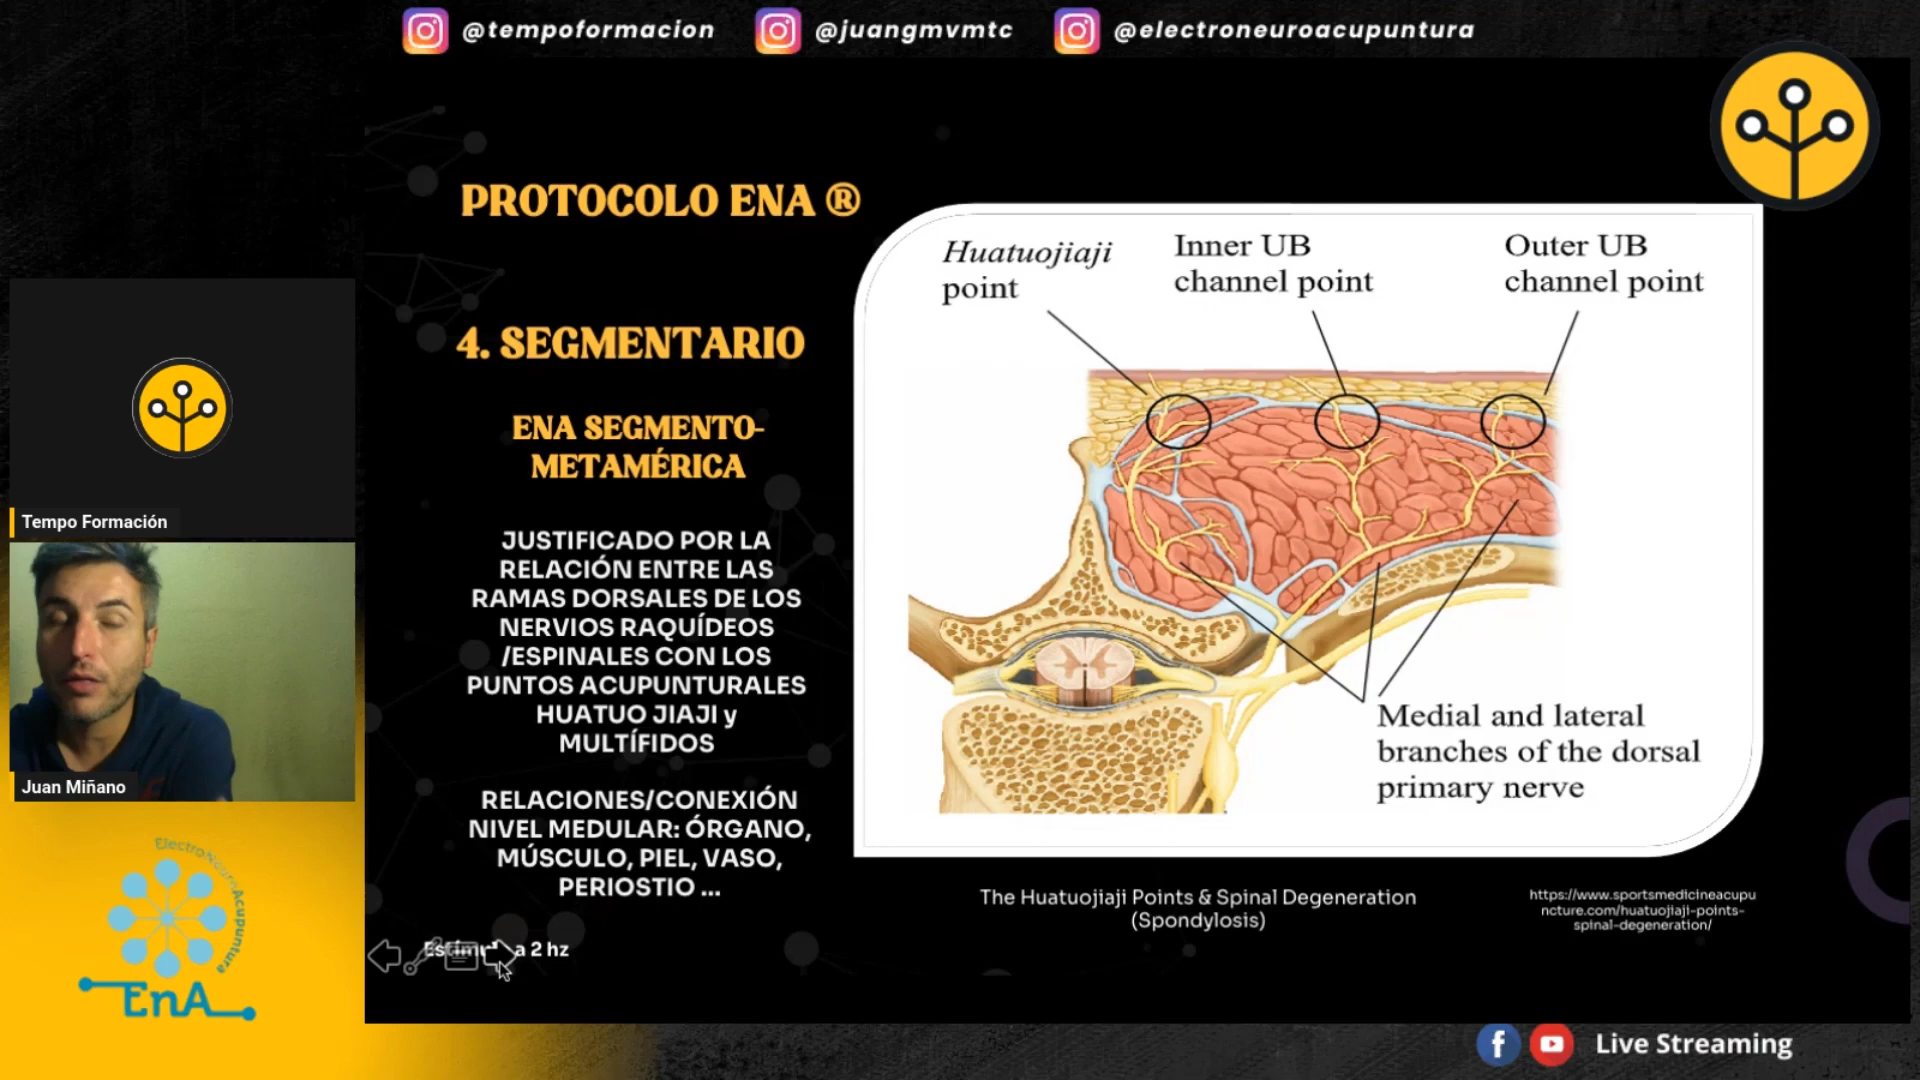 @tempoformacion @juangmvmtc @electroneuroacupuntura
PROTOCOLO ENA ®
4. SEGMENTARIO
ENA SEGMENTO-
METAMÉRICA
JUSTIFICADO POR LA
RELACIÓN ENTRE LAS
RAMAS DORSALES DE LOS
NERVIOS RAQUÍDEOS
/ESPINALES CON LOS
PUNTOS ACUPUNTURALES
HUATUO JIAJI y
MULTÍFIDOS
RELACIONES/CONEXIÓN
NIVEL MEDULAR: ÓRGANO,
MÚSCULO, PIEL, VASO,
PERIOSTIO ...
a 2 hz
Huatuojiaji
point
Inner UB
channel point
Outer UB
channel point
Medial and lateral
branches of the dorsal
primary nerve
The Huatuojiaji Points & Spinal Degeneration
(Spondylosis)
https://www.sportsmedicineacupu
ncture.com/huatuojiaji-points-
spinal-degeneration/
Tempo Formación
Juan Miñano
ElectroNeuroAcupuntura
EnA
Live Streaming